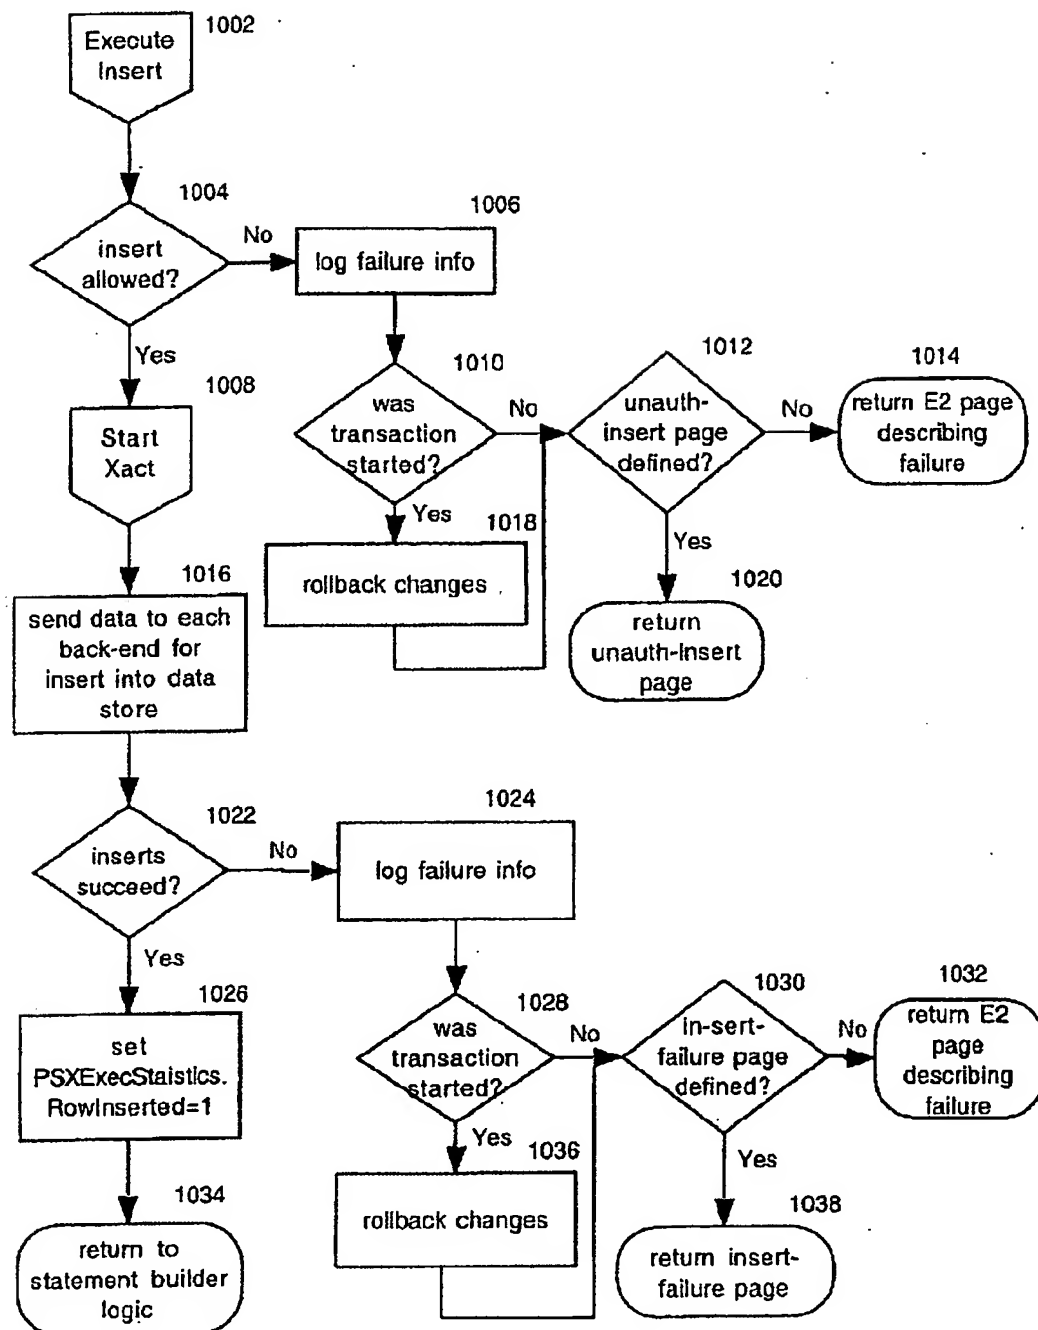 1002
Execute
Insert
1004
insert
allowed?
No
1006
log failure info
Yes
1008
Start
Xact
1010
was
transaction
started?
No
1012
unauth-
insert page
defined?
No
1014
return E2 page
describing
failure
Yes
1018
rollback changes
Yes
1020
return
unauth-Insert
page
1016
send data to each
back-end for
insert into data
store
1022
inserts
succeed?
No
1024
log failure info
Yes
1026
set
PSXExecStaistics.
RowInserted=1
1028
was
transaction
started?
No
1030
in-sert-
failure page
defined?
No
1032
return E2
page
describing
failure
Yes
1036
rollback changes
Yes
1038
return insert-
failure page
1034
return to
statement builder
logic